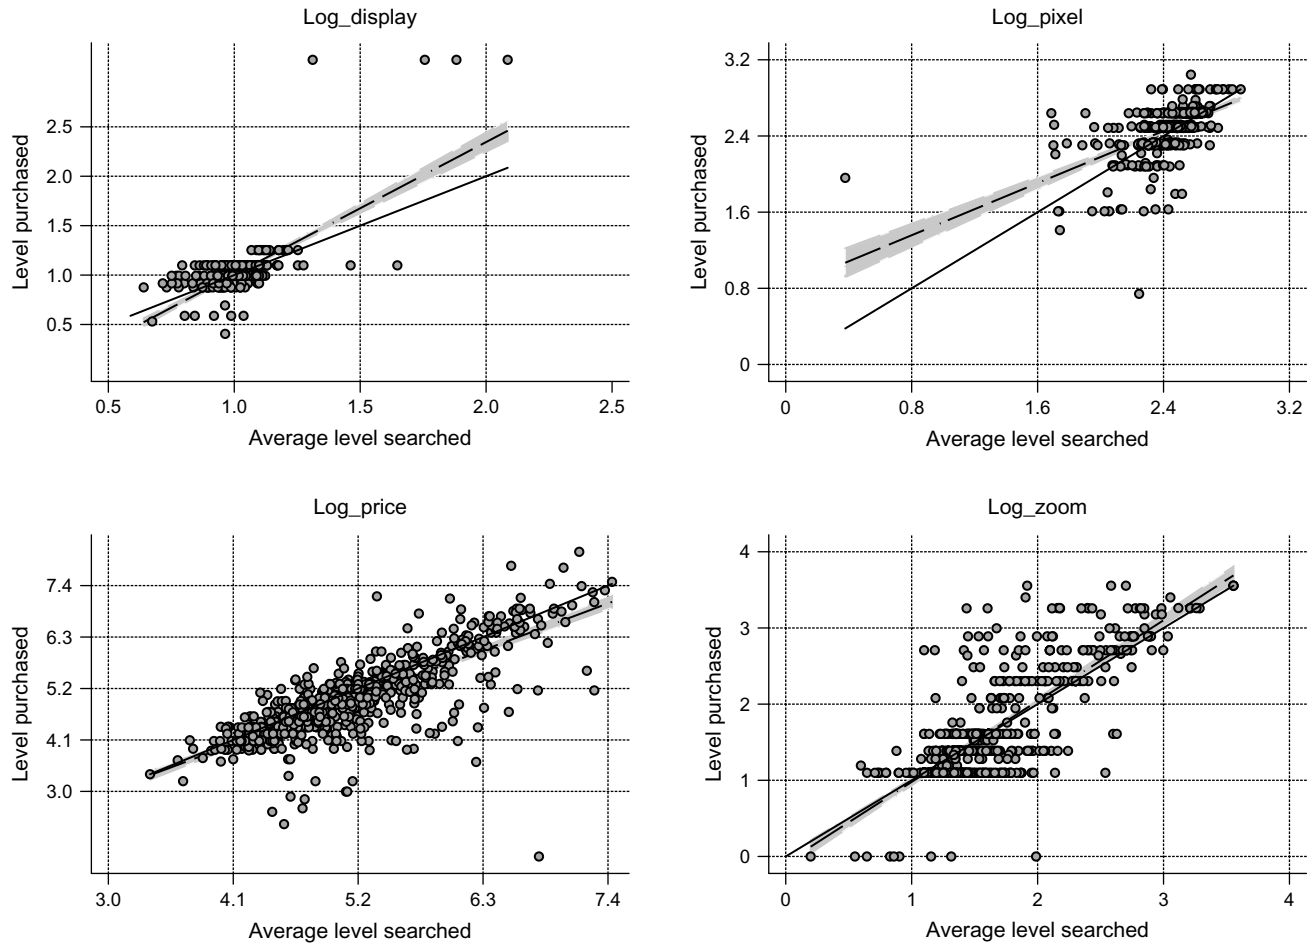 Log_display
Level purchased
2.5
2.0
1.5
1.0
0.5
0.5 1.0 1.5 2.0 2.5
Average level searched
Log_pixel
Level purchased
3.2
2.4
1.6
0.8
0
0 0.8 1.6 2.4 3.2
Average level searched
Log_price
Level purchased
7.4
6.3
5.2
4.1
3.0
3.0 4.1 5.2 6.3 7.4
Average level searched
Log_zoom
Level purchased
4
3
2
1
0
0 1 2 3 4
Average level searched